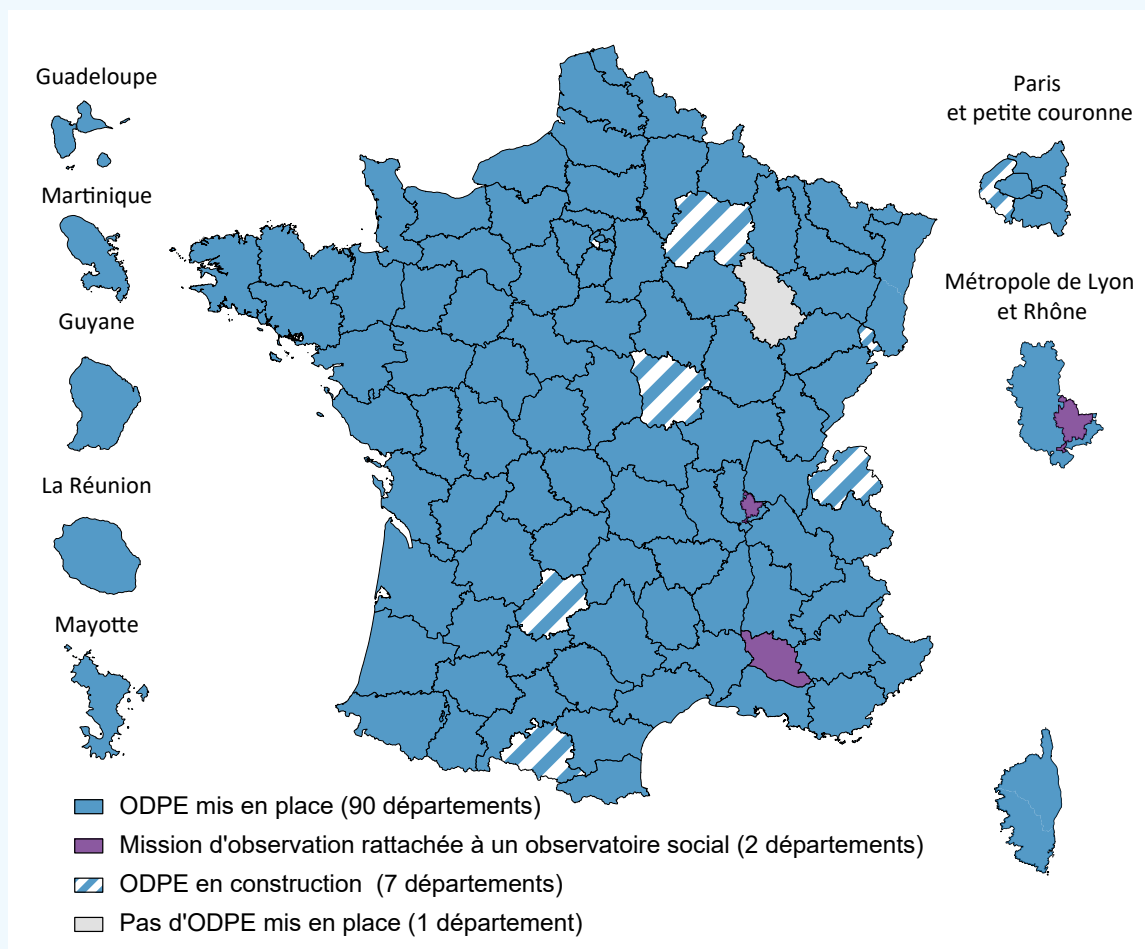 Guadeloupe
Martinique
Guyane
La Réunion
Mayotte
Paris
et petite couronne
Métropole de Lyon
et Rhône
ODPE mis en place (90 départements)
Mission d'observation rattachée à un observatoire social (2 départements)
ODPE en construction (7 départements)
Pas d'ODPE mis en place (1 département)